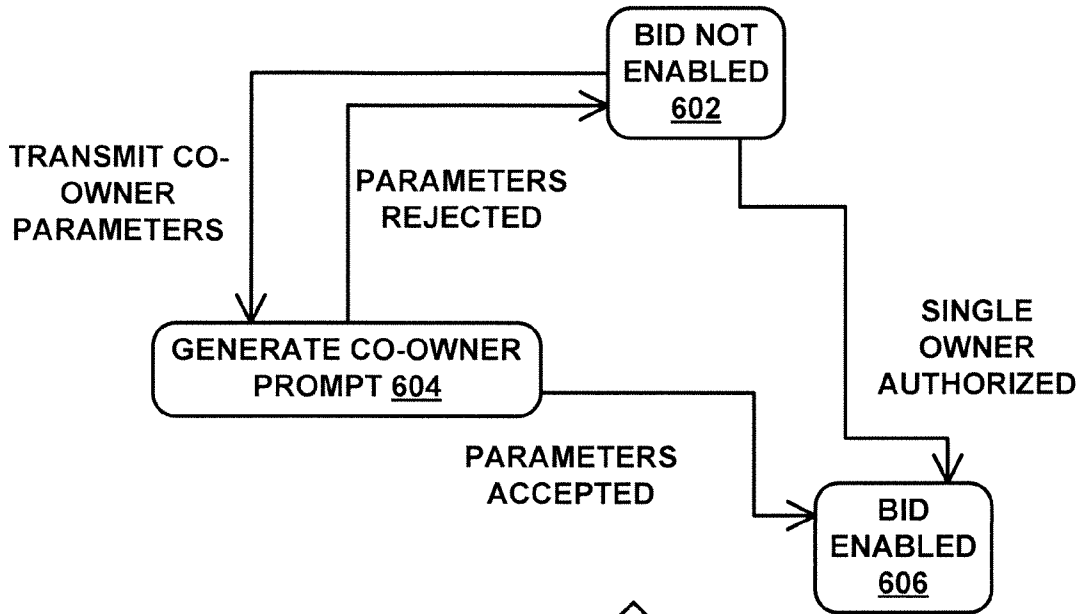 BID NOT
ENABLED
602
TRANSMIT CO-
OWNER
PARAMETERS
PARAMETERS
REJECTED
GENERATE CO-OWNER
PROMPT 604
SINGLE
OWNER
AUTHORIZED
PARAMETERS
ACCEPTED
BID
ENABLED
606